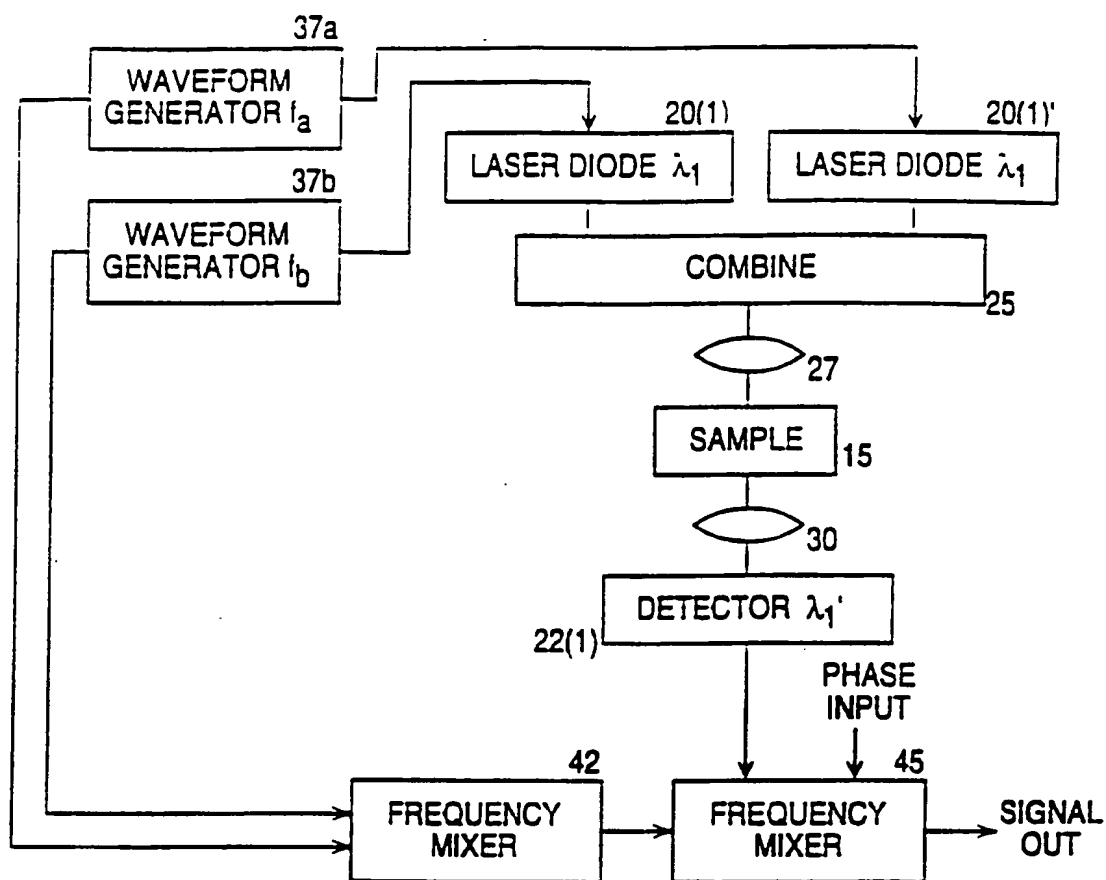 37a
WAVEFORM
GENERATOR fa
37b
WAVEFORM
GENERATOR fb
20(1)
LASER DIODE λ1
20(1)'
LASER DIODE λ1
COMBINE
25
27
SAMPLE
15
30
DETECTOR λ1'
22(1)
PHASE
INPUT
42
FREQUENCY
MIXER
45
FREQUENCY
MIXER
SIGNAL
OUT